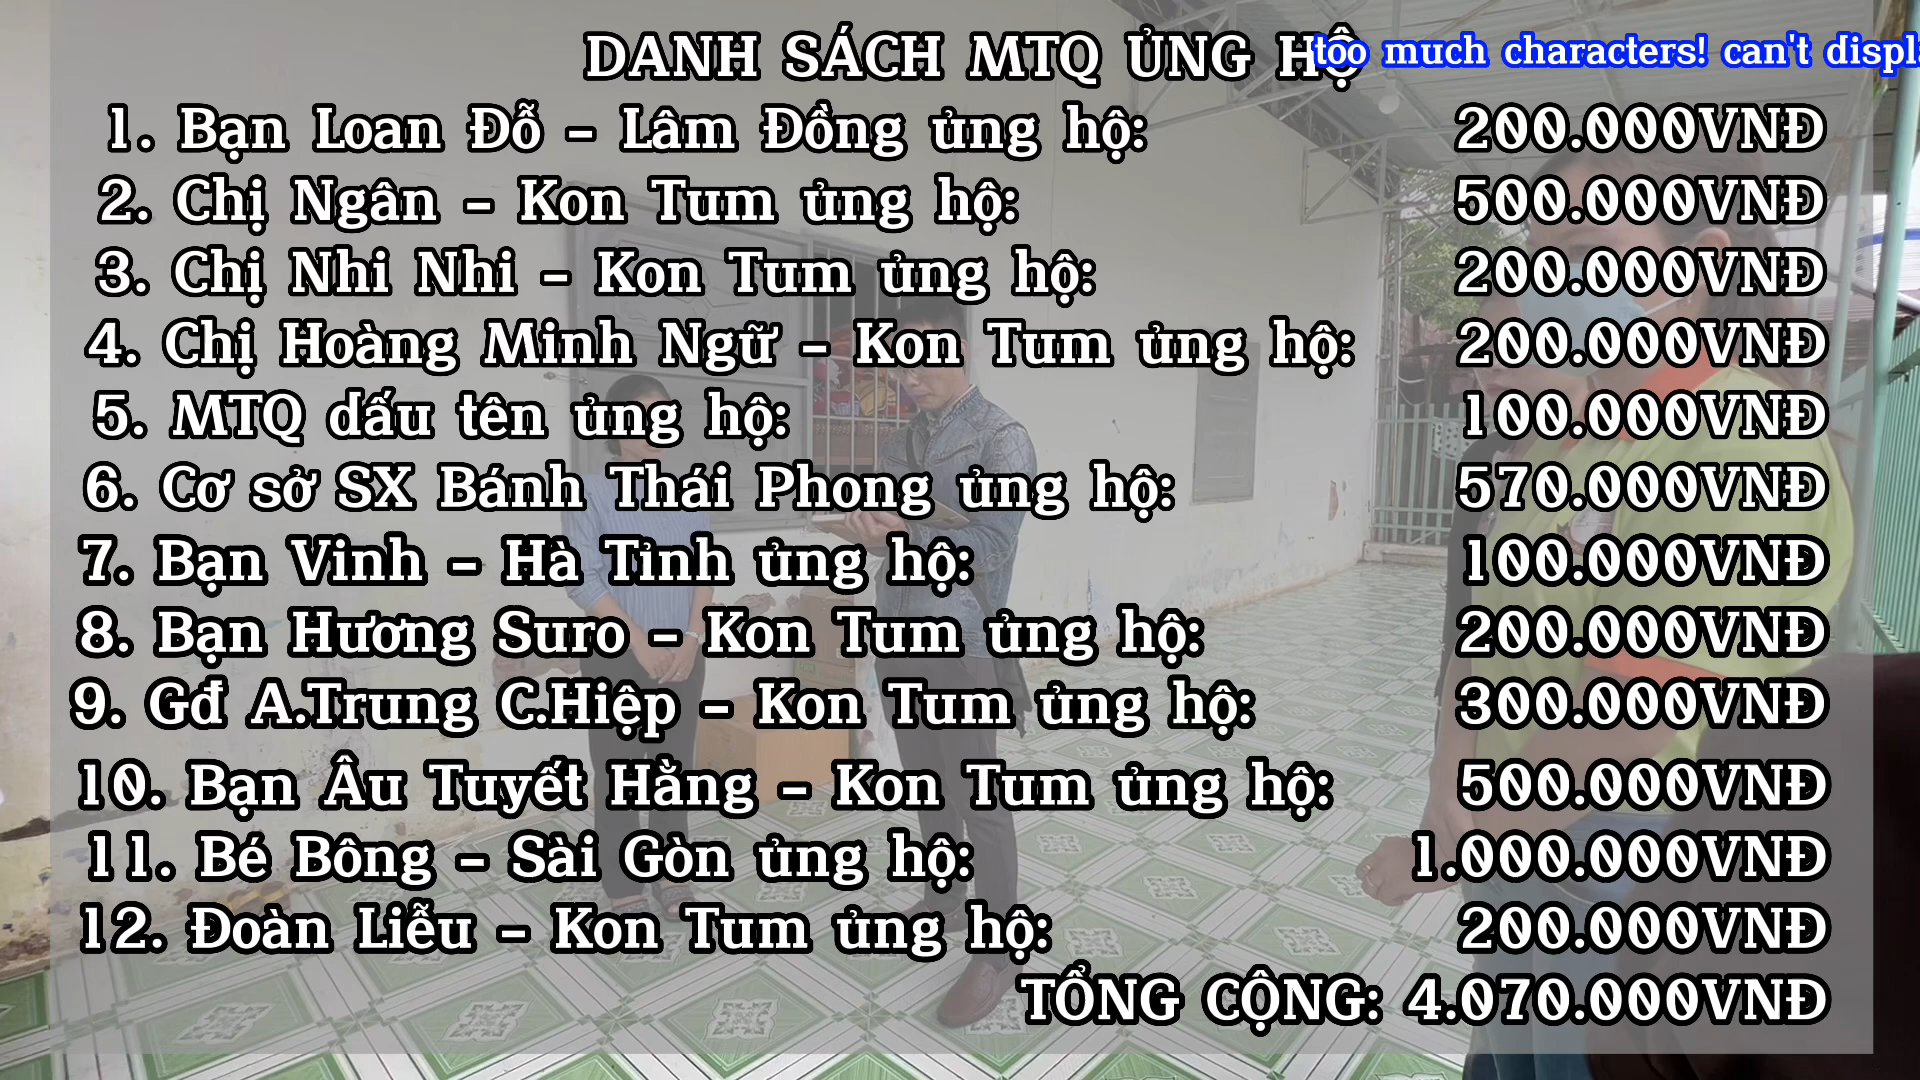 DANH SÁCH MTQ ỦNG HỘ
too much characters! can't displ
1. Bạn Loan Đỗ – Lâm Đồng ủng hộ: 200.000VNĐ
2. Chị Ngân – Kon Tum ủng hộ: 500.000VNĐ
3. Chị Nhi Nhi – Kon Tum ủng hộ: 200.000VNĐ
4. Chị Hoàng Minh Ngữ – Kon Tum ủng hộ: 200.000VNĐ
5. MTQ dấu tên ủng hộ: 100.000VNĐ
6. Cơ sở SX Bánh Thái Phong ủng hộ: 570.000VNĐ
7. Bạn Vinh – Hà Tỉnh ủng hộ: 100.000VNĐ
8. Bạn Hương Suro – Kon Tum ủng hộ: 200.000VNĐ
9. Gđ A.Trung C.Hiệp – Kon Tum ủng hộ: 300.000VNĐ
10. Bạn Âu Tuyết Hằng – Kon Tum ủng hộ: 500.000VNĐ
11. Bé Bông – Sài Gòn ủng hộ: 1.000.000VNĐ
12. Đoàn Liễu – Kon Tum ủng hộ: 200.000VNĐ
TỔNG CỘNG: 4.070.000VNĐ